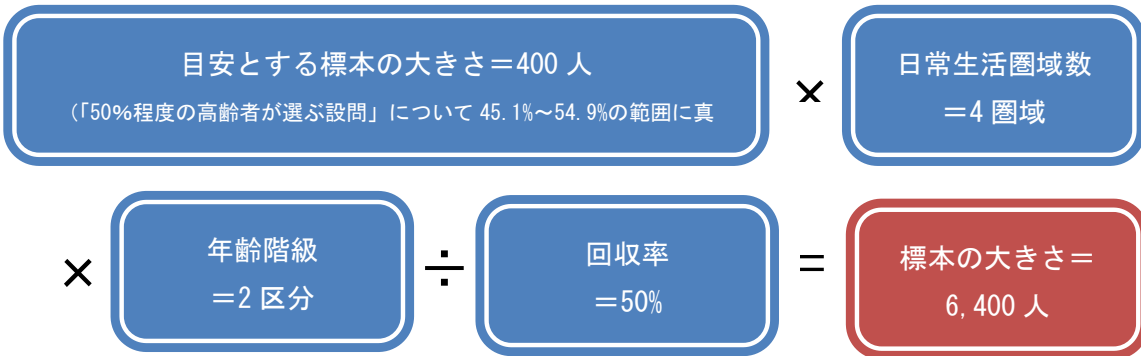 目安とする標本の大きさ＝400 人
（「50%程度の高齢者が選ぶ設問」について 45.1%～54.9%の範囲に真
×
日常生活圏域数
＝4 圏域
×
年齢階級
＝2 区分
÷
回収率
＝50%
=
標本の大きさ＝
6,400 人